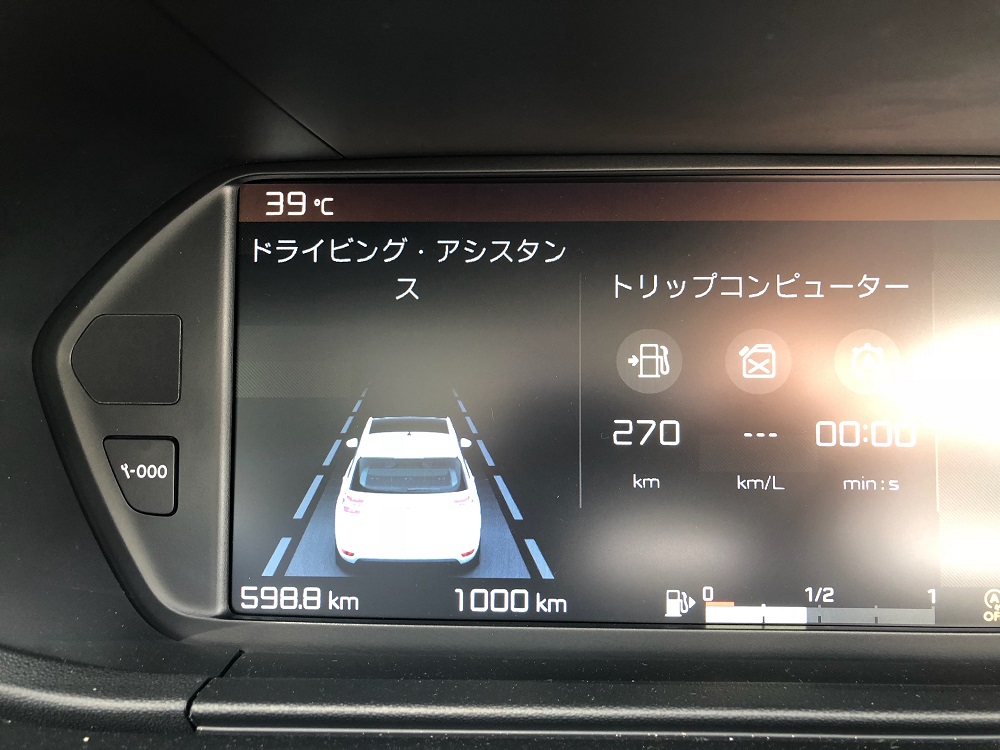 39 ℃
ドライビング・アシスタン
ス
トリップコンピューター
270 --- 00:00
km km/L min:s
-000
598.8 km 1000 km
0 1/2 1
OFF